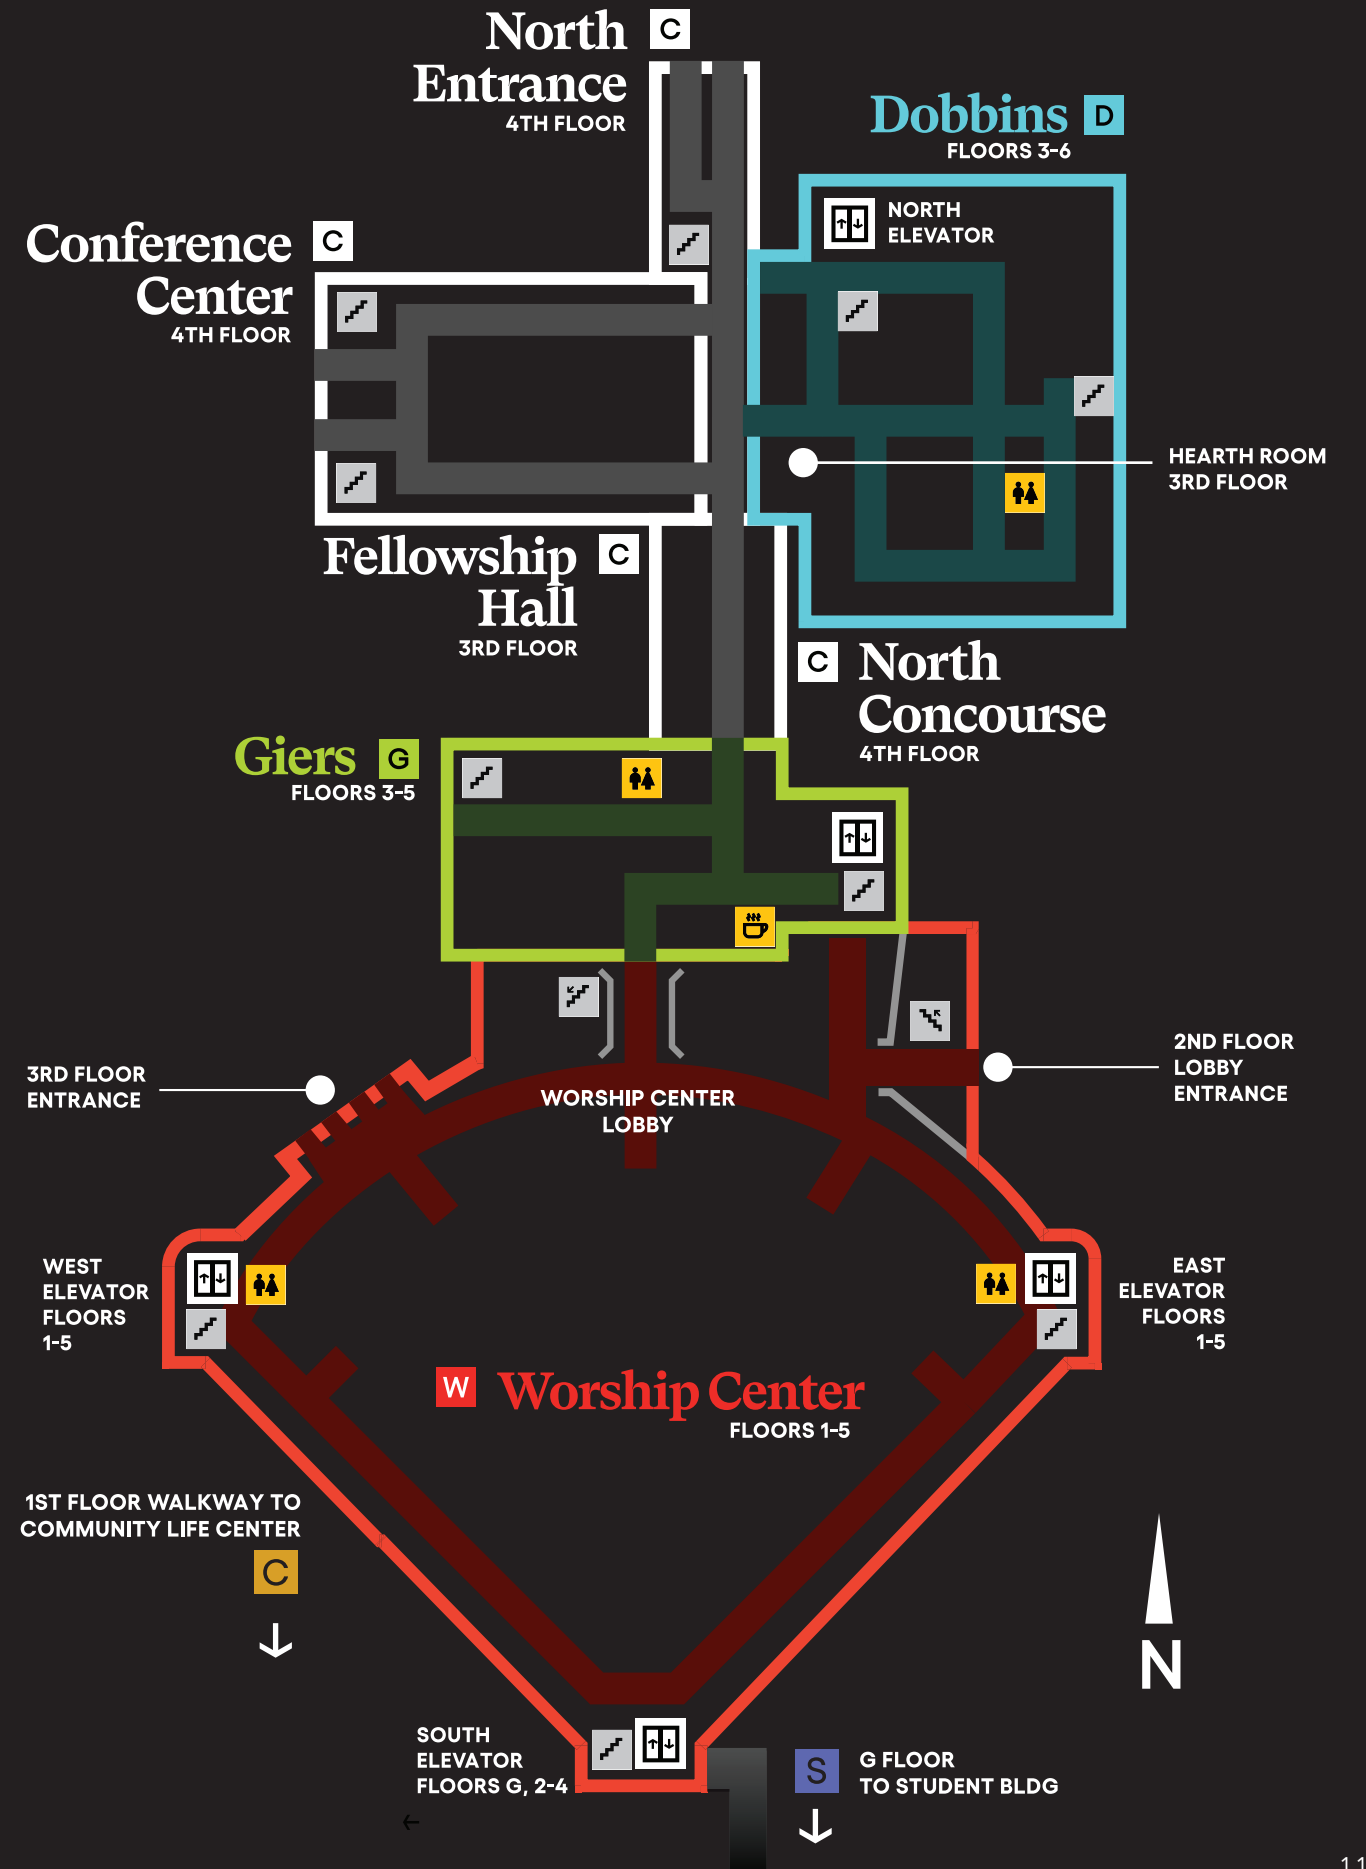 North
Entrance
4TH FLOOR
C
Dobbins D
FLOORS 3-6
NORTH
ELEVATOR
Conference
Center
4TH FLOOR
C
HEARTH ROOM
3RD FLOOR
Fellowship
Hall
3RD FLOOR
C
C North
Concourse
4TH FLOOR
Giers G
FLOORS 3-5
3RD FLOOR
ENTRANCE
WORSHIP CENTER
LOBBY
2ND FLOOR
LOBBY
ENTRANCE
WEST
ELEVATOR
FLOORS
1-5
EAST
ELEVATOR
FLOORS
1-5
W Worship Center
FLOORS 1-5
1ST FLOOR WALKWAY TO
COMMUNITY LIFE CENTER
C
N
SOUTH
ELEVATOR
FLOORS G, 2-4
S
G FLOOR
TO STUDENT BLDG
11